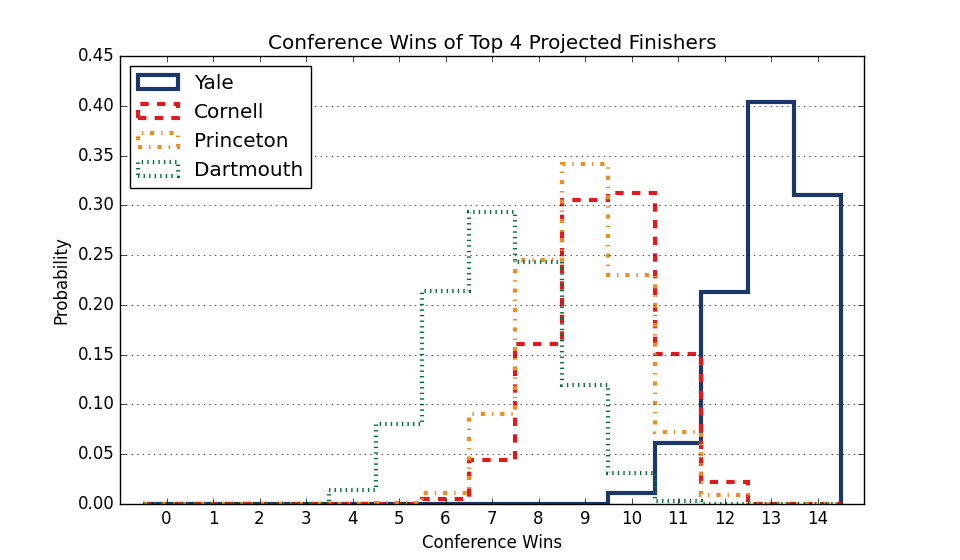 Conference Wins of Top 4 Projected Finishers
0.45
0.40
0.35
0.30
0.25
0.20
0.15
0.10
0.05
0.00
Probability
Yale
Cornell
Princeton
Dartmouth
0 1 2 3 4 5 6 7 8 9 10 11 12 13 14
Conference Wins